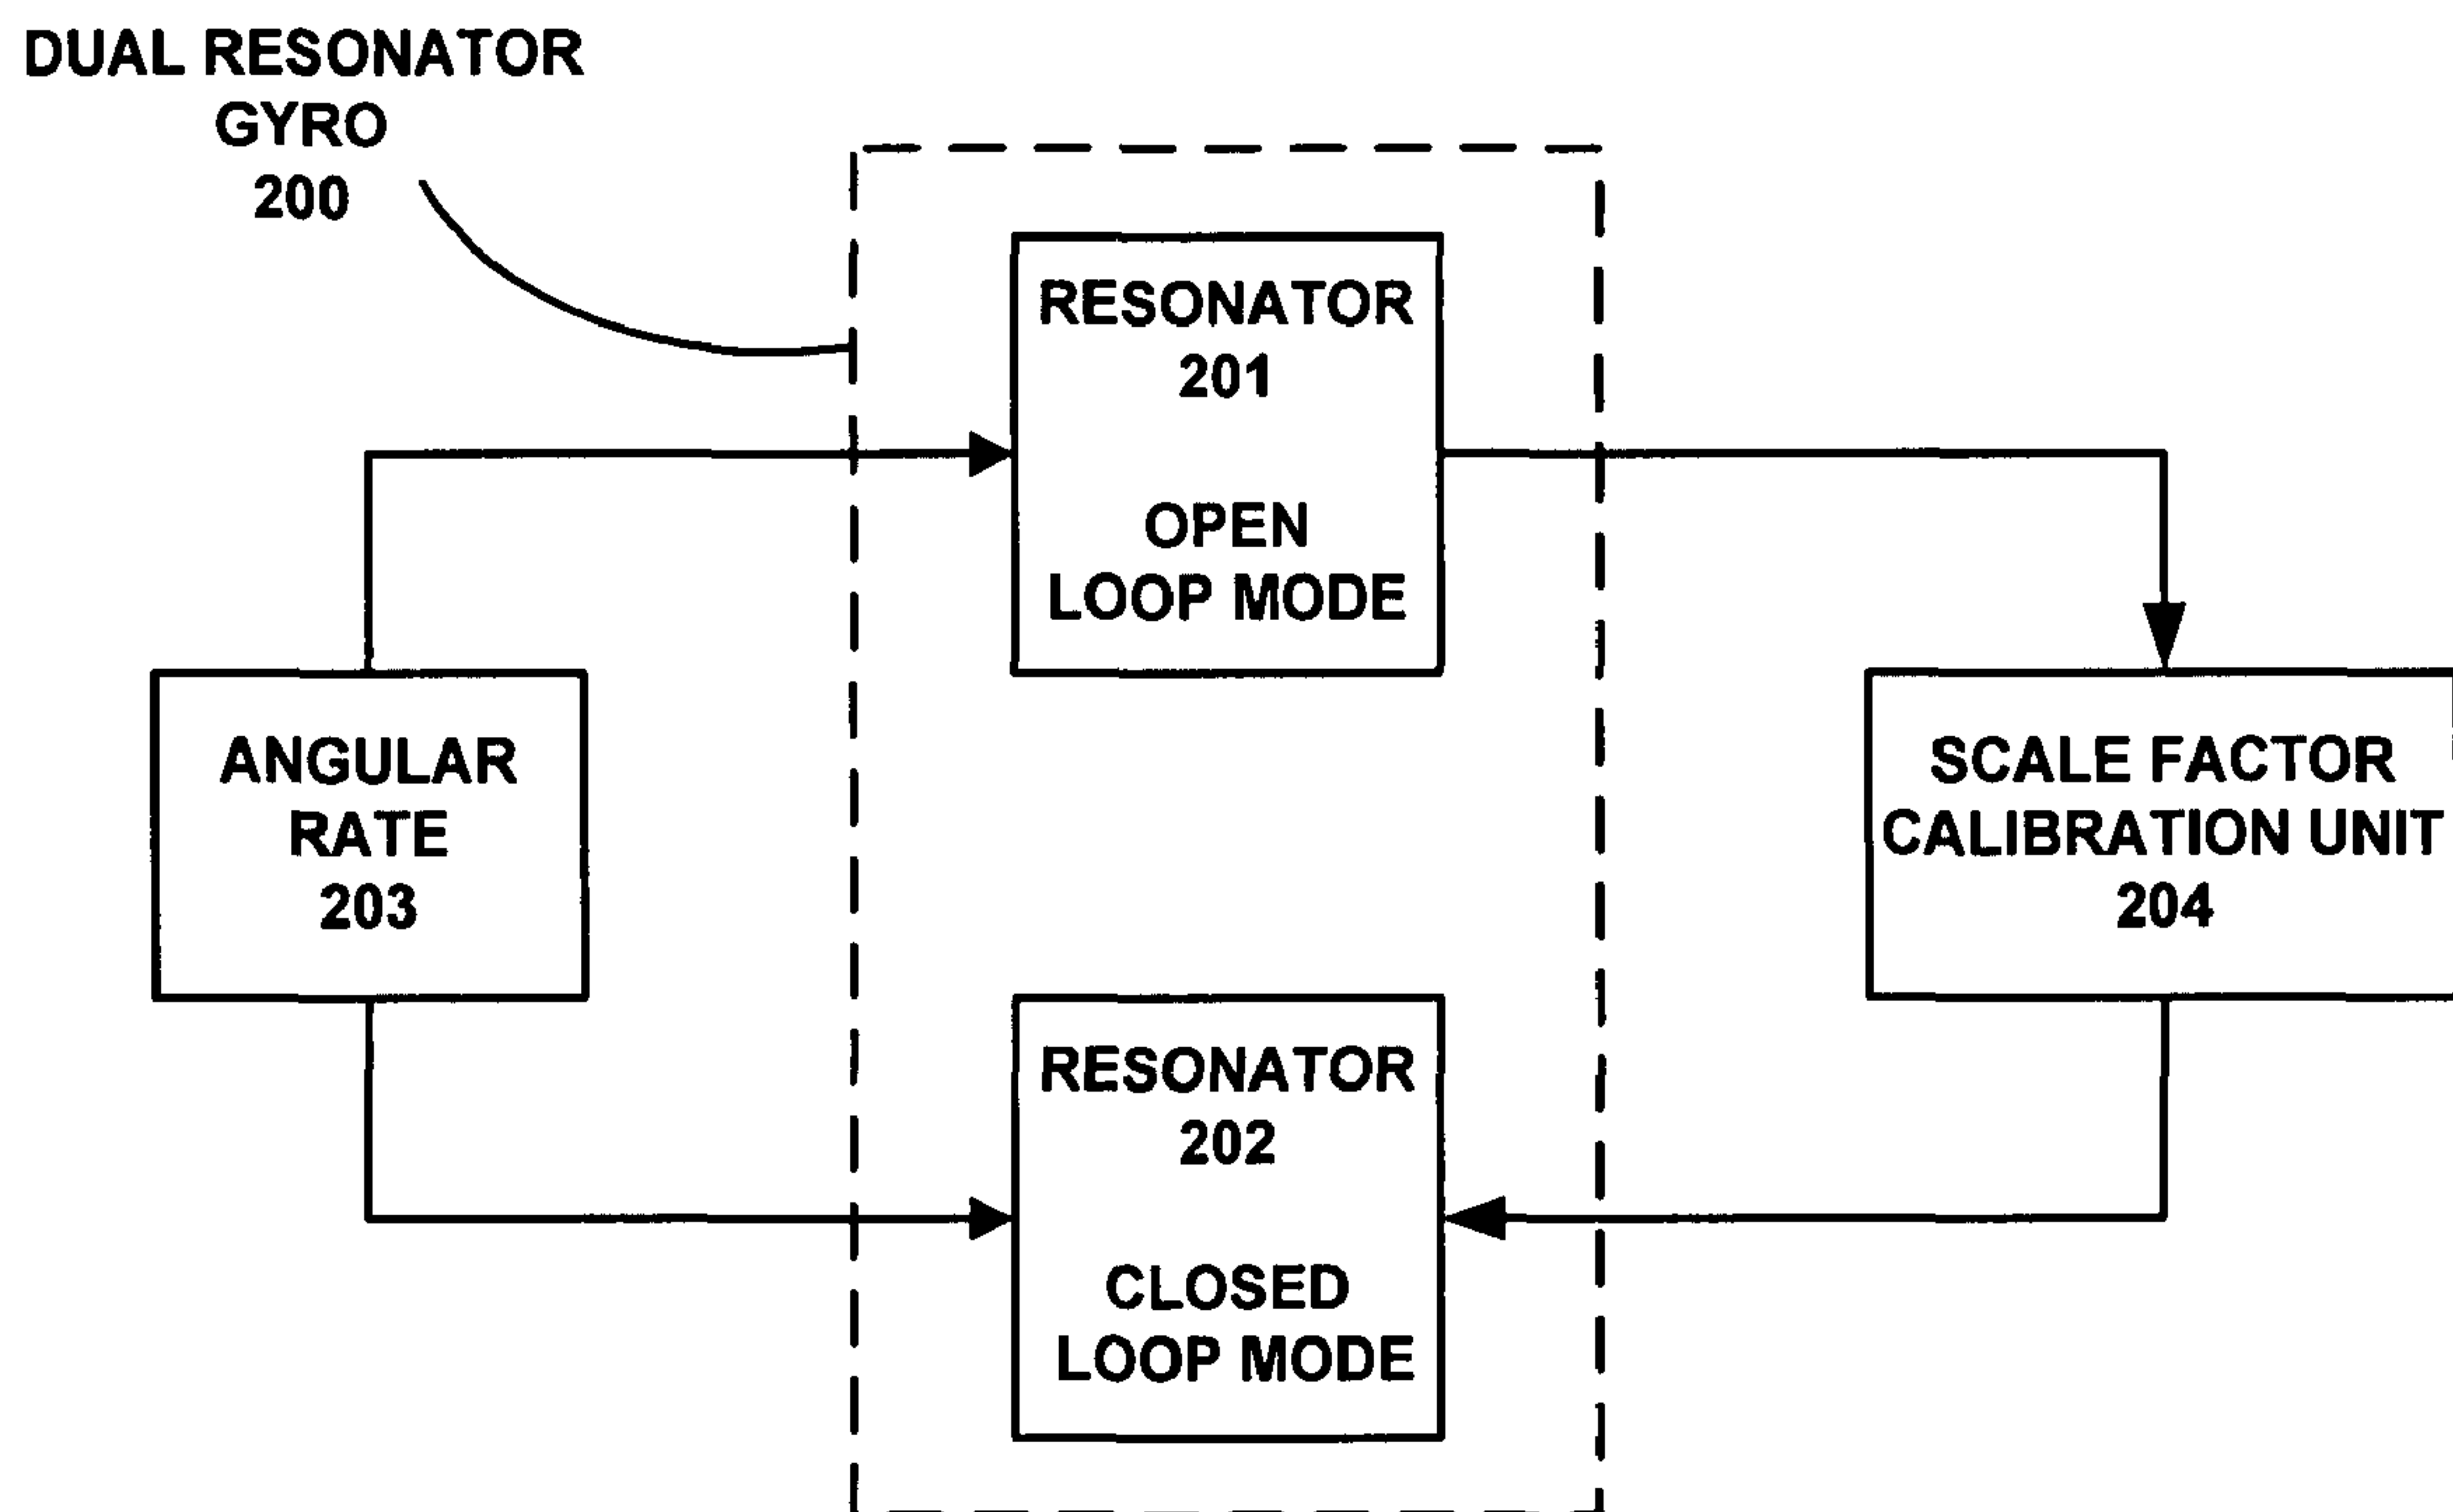 DUAL RESONATOR
GYRO
200
RESONATOR
201
OPEN
LOOP MODE
ANGULAR
RATE
203
SCALE FACTOR
CALIBRATION UNIT
204
RESONATOR
202
CLOSED
LOOP MODE